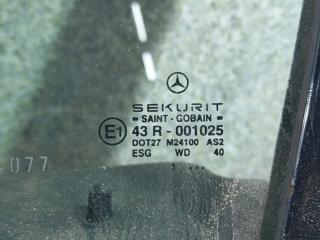 SEKURIT
SAINT - GOBAIN
E1 43 R - 001025
DOT27 M24100 AS2
ESG WD 40
-077